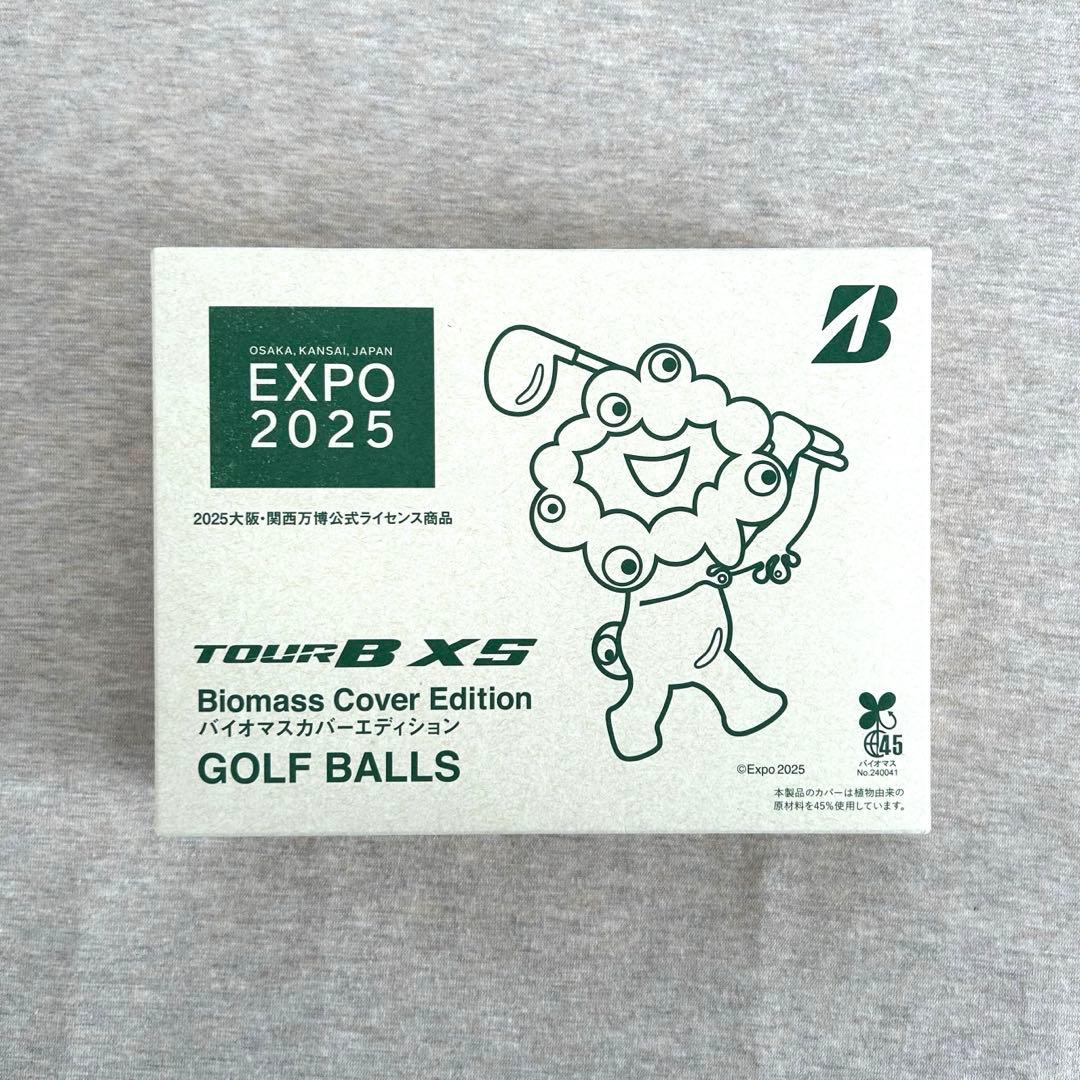 OSAKA, KANSAI, JAPAN
EXPO
2025
2025大阪・関西万博公式ライセンス商品
B
TOUR B XS
Biomass Cover Edition
バイオマスカバーエディション
GOLF BALLS
©Expo 2025
45
バイオマス
No.240041
本製品のカバーは植物由来の
原材料を45%使用しています。